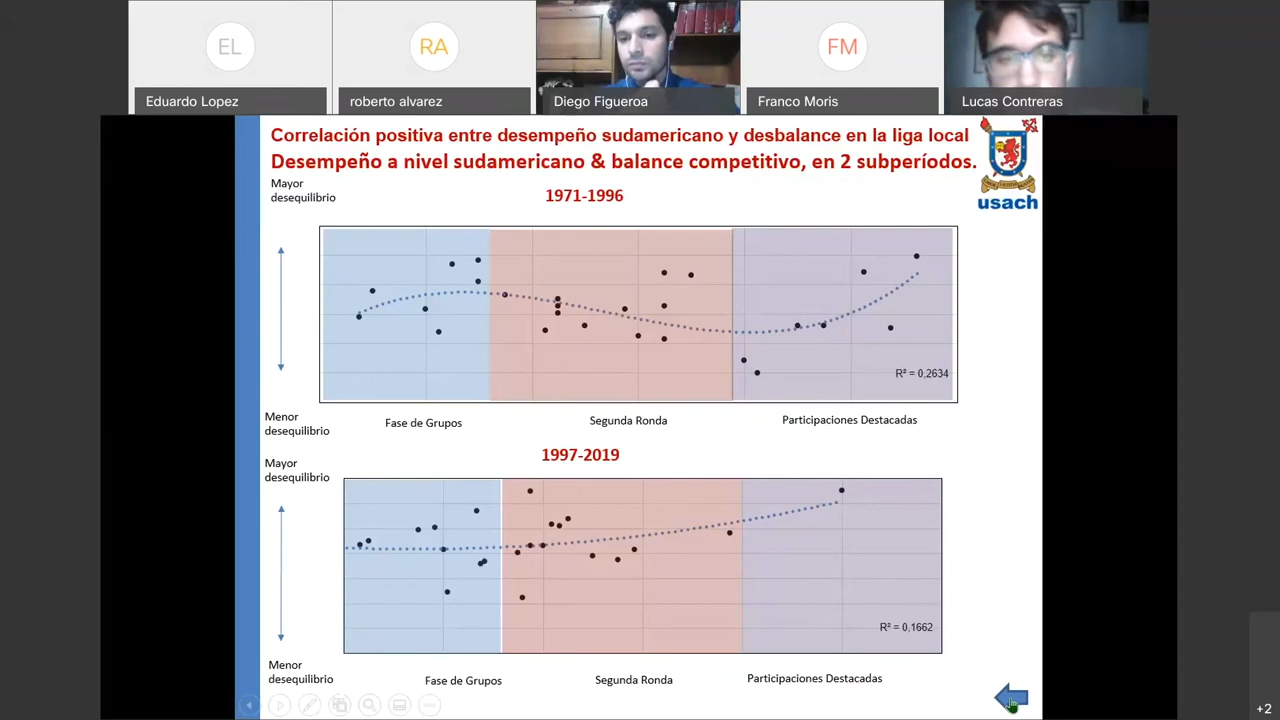 EL
RA
FM
Eduardo Lopez
roberto alvarez
Diego Figueroa
Franco Moris
Lucas Contreras
Correlación positiva entre desempeño sudamericano y desbalance en la liga local
Desempeño a nivel sudamericano & balance competitivo, en 2 subperíodos.
usach
Mayor
desequilibrio
1971-1996
R² = 0,2634
Menor
desequilibrio
Fase de Grupos
Segunda Ronda
Participaciones Destacadas
1997-2019
Mayor
desequilibrio
R² = 0,1662
Menor
desequilibrio
Fase de Grupos
Segunda Ronda
Participaciones Destacadas
+2